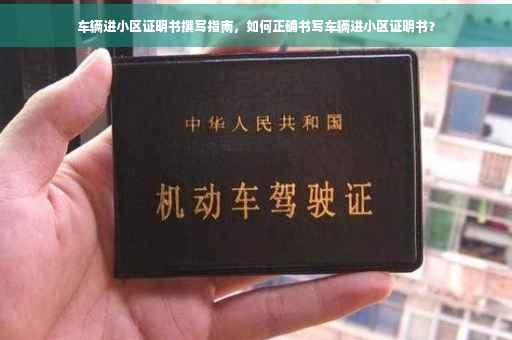 车辆进小区证明书撰写指南，如何正确书写车辆进小区证明书？
中华人民共和国
机动车驾驶证